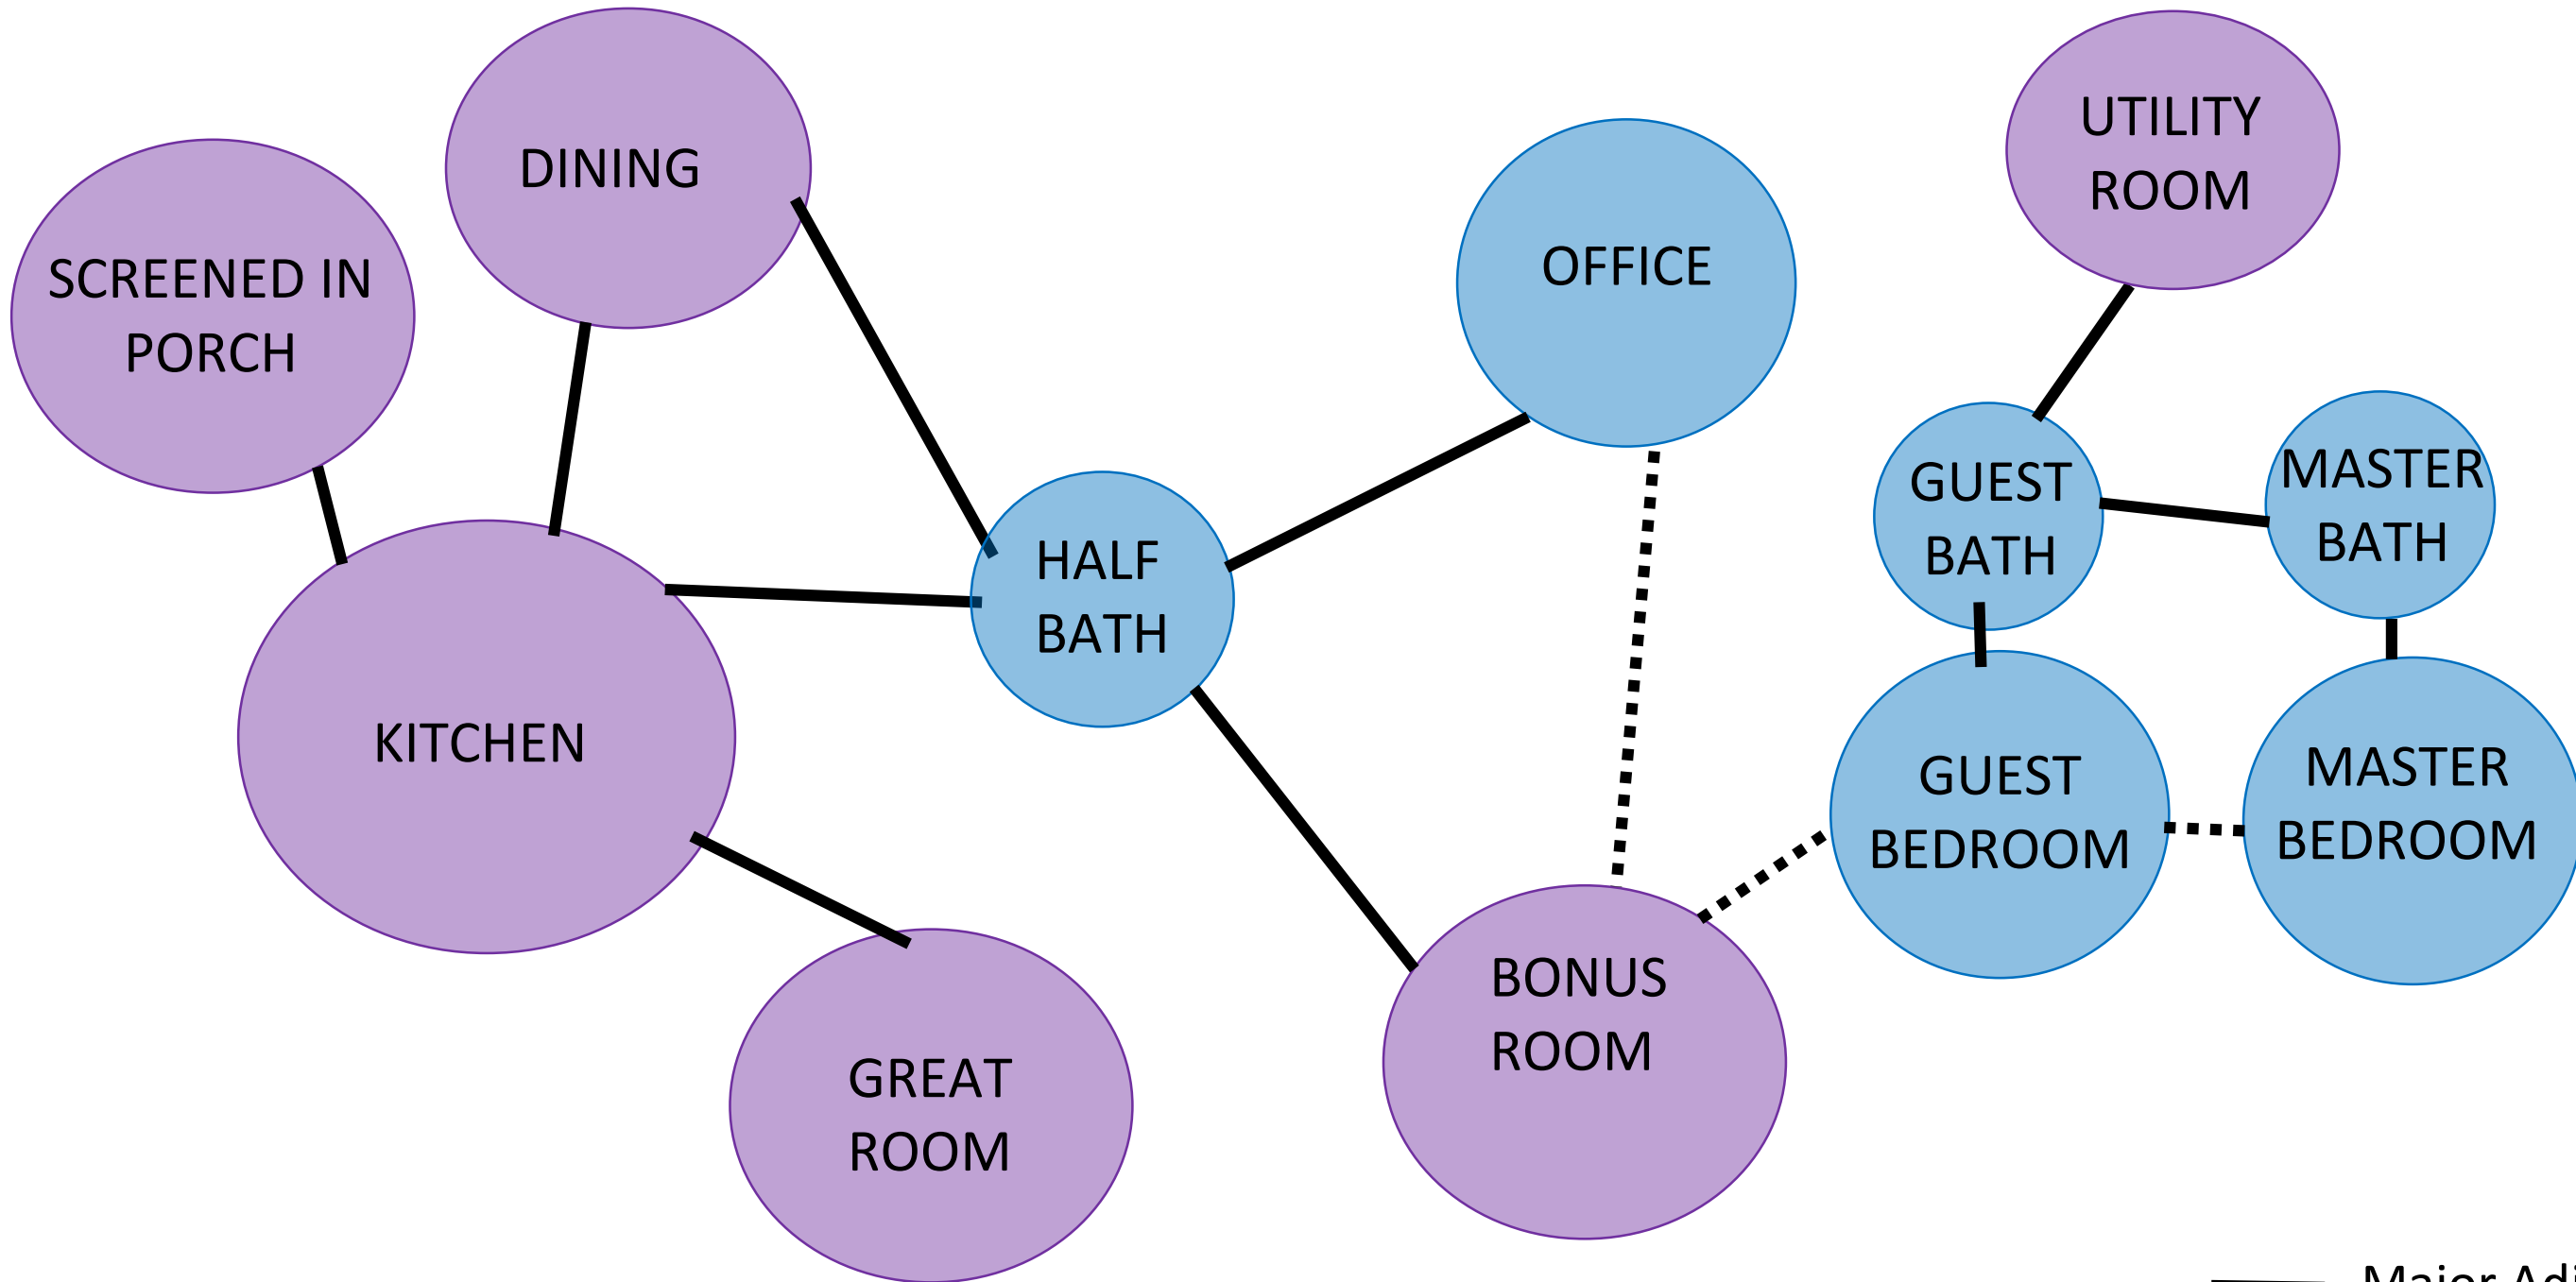 DINING
SCREENED IN
PORCH
OFFICE
UTILITY
ROOM
HALF
BATH
GUEST
BATH
MASTER
BATH
KITCHEN
GUEST
BEDROOM
MASTER
BEDROOM
BONUS
ROOM
GREAT
ROOM
Major